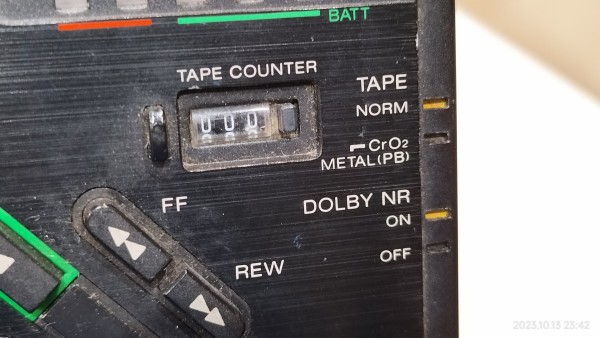 BATT
TAPE COUNTER
TAPE
NORM
000
CrO2
METAL(PB)
FF
DOLBY NR
ON
REW
OFF
2023.10.13 23:42